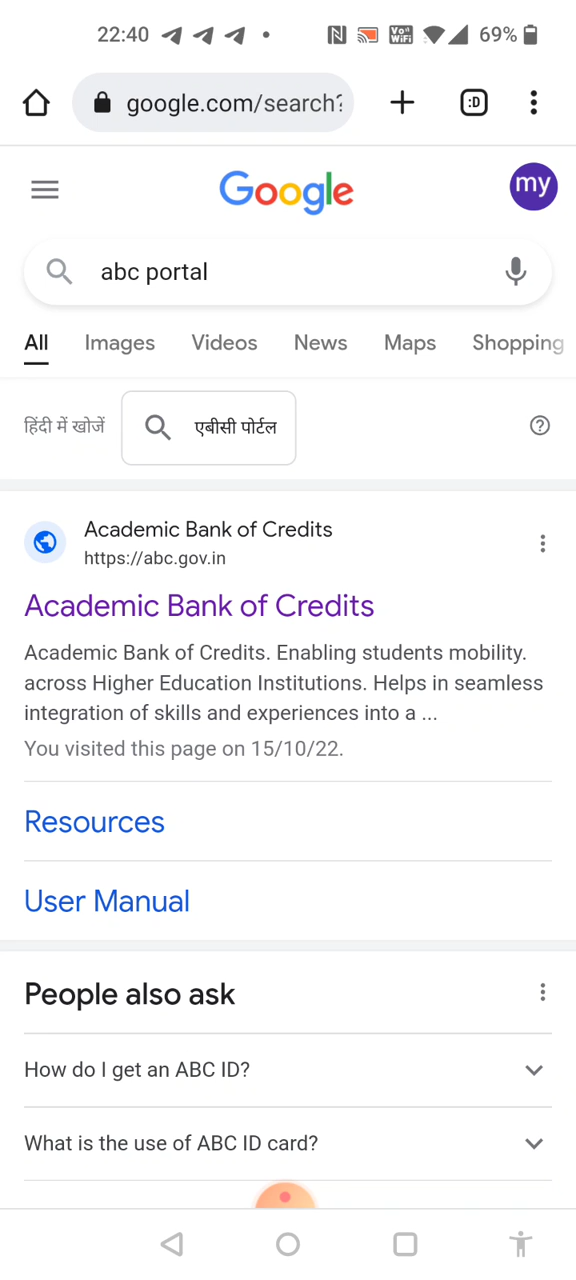 22:40 69%
Vo
WiFi
google.com/search?
:D
Google
my
abc portal
All Images Videos News Maps Shopping
हिंदी में खोजें एबीसी पोर्टल
Academic Bank of Credits
https://abc.gov.in
Academic Bank of Credits
Academic Bank of Credits. Enabling students mobility.
across Higher Education Institutions. Helps in seamless
integration of skills and experiences into a ...
You visited this page on 15/10/22.
Resources
User Manual
People also ask
How do I get an ABC ID?
What is the use of ABC ID card?